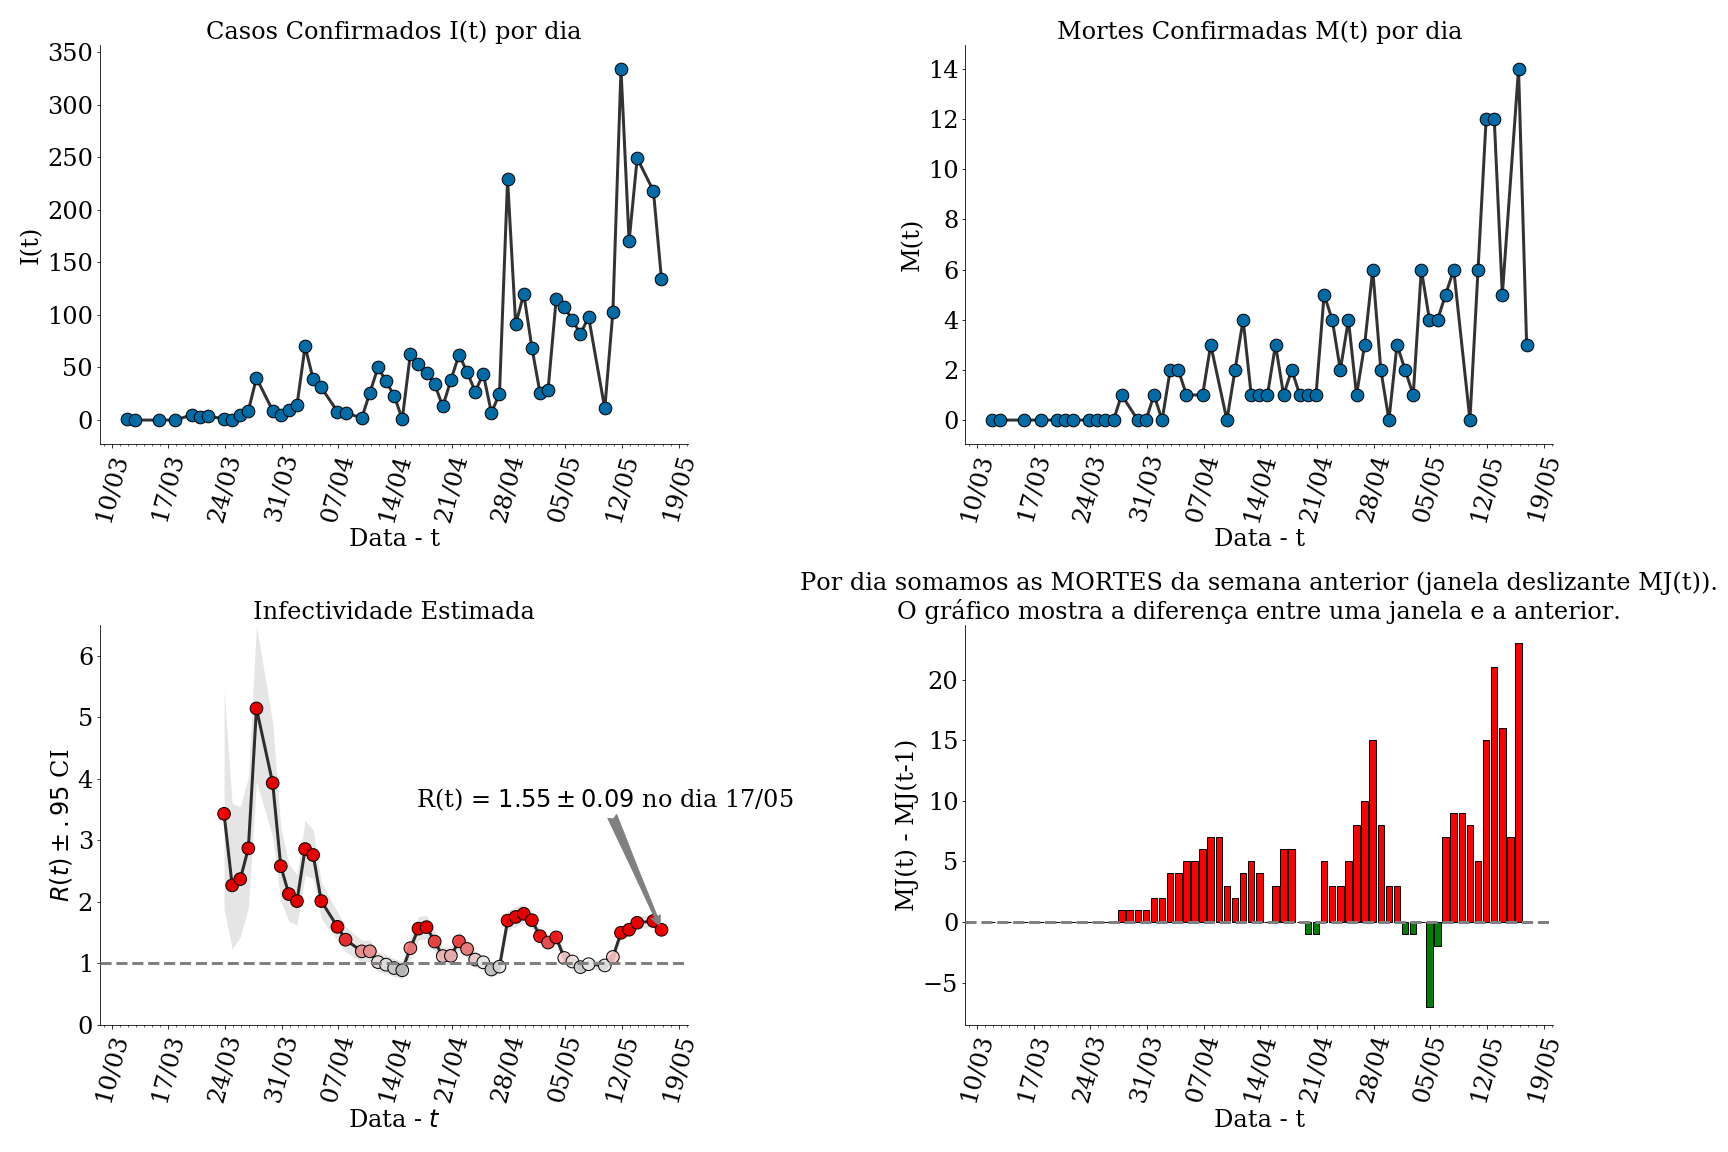 Casos Confirmados I(t) por dia
350
300
250
200
150
100
50
0
I(t)
10/03 17/03 24/03 31/03 07/04 14/04 21/04 28/04 05/05 12/05 19/05
Data - t
Mortes Confirmadas M(t) por dia
14
12
10
8
6
4
2
0
M(t)
10/03 17/03 24/03 31/03 07/04 14/04 21/04 28/04 05/05 12/05 19/05
Data - t
Infectividade Estimada
6
5
4
3
2
1
0
R(t) ± .95 CI
R(t) = 1.55 ± 0.09 no dia 17/05
10/03 17/03 24/03 31/03 07/04 14/04 21/04 28/04 05/05 12/05 19/05
Data - t
Por dia somamos as MORTES da semana anterior (janela deslizante MJ(t)).
O gráfico mostra a diferença entre uma janela e a anterior.
20
15
10
5
0
−5
MJ(t) - MJ(t-1)
10/03 17/03 24/03 31/03 07/04 14/04 21/04 28/04 05/05 12/05 19/05
Data - t